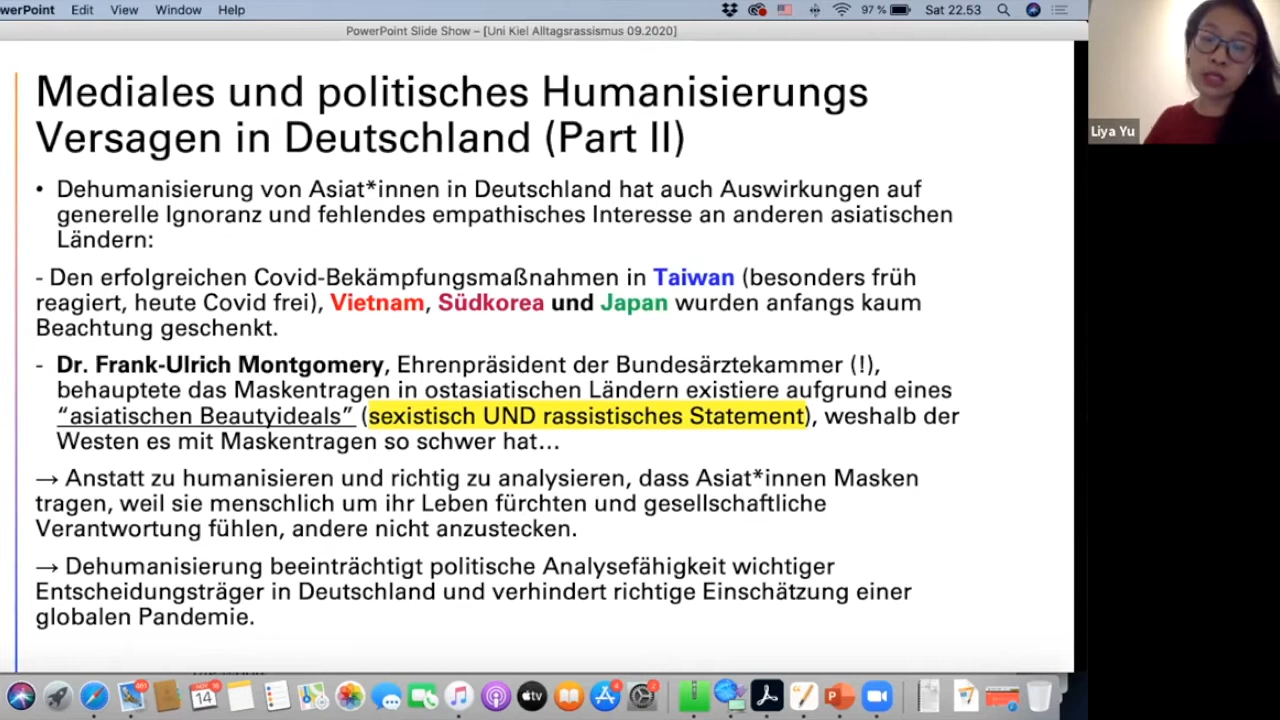 PowerPoint Edit View Window Help 97 % Sat 22.53
PowerPoint Slide Show – [Uni Kiel Alltagsrassismus 09.2020]
Mediales und politisches Humanisierungs
Versagen in Deutschland (Part II)
• Dehumanisierung von Asiat*innen in Deutschland hat auch Auswirkungen auf
generelle Ignoranz und fehlendes empathisches Interesse an anderen asiatischen
Ländern:
- Den erfolgreichen Covid-Bekämpfungsmaßnahmen in Taiwan (besonders früh
reagiert, heute Covid frei), Vietnam, Südkorea und Japan wurden anfangs kaum
Beachtung geschenkt.
- Dr. Frank-Ulrich Montgomery, Ehrenpräsident der Bundesärztekammer (!),
behauptete das Maskentragen in ostasiatischen Ländern existiere aufgrund eines
“asiatischen Beautyideals” (sexistisch UND rassistisches Statement), weshalb der
Westen es mit Maskentragen so schwer hat…
→ Anstatt zu humanisieren und richtig zu analysieren, dass Asiat*innen Masken
tragen, weil sie menschlich um ihr Leben fürchten und gesellschaftliche
Verantwortung fühlen, andere nicht anzustecken.
→ Dehumanisierung beeinträchtigt politische Analysefähigkeit wichtiger
Entscheidungsträger in Deutschland und verhindert richtige Einschätzung einer
globalen Pandemie.
Liya Yu
14
tv